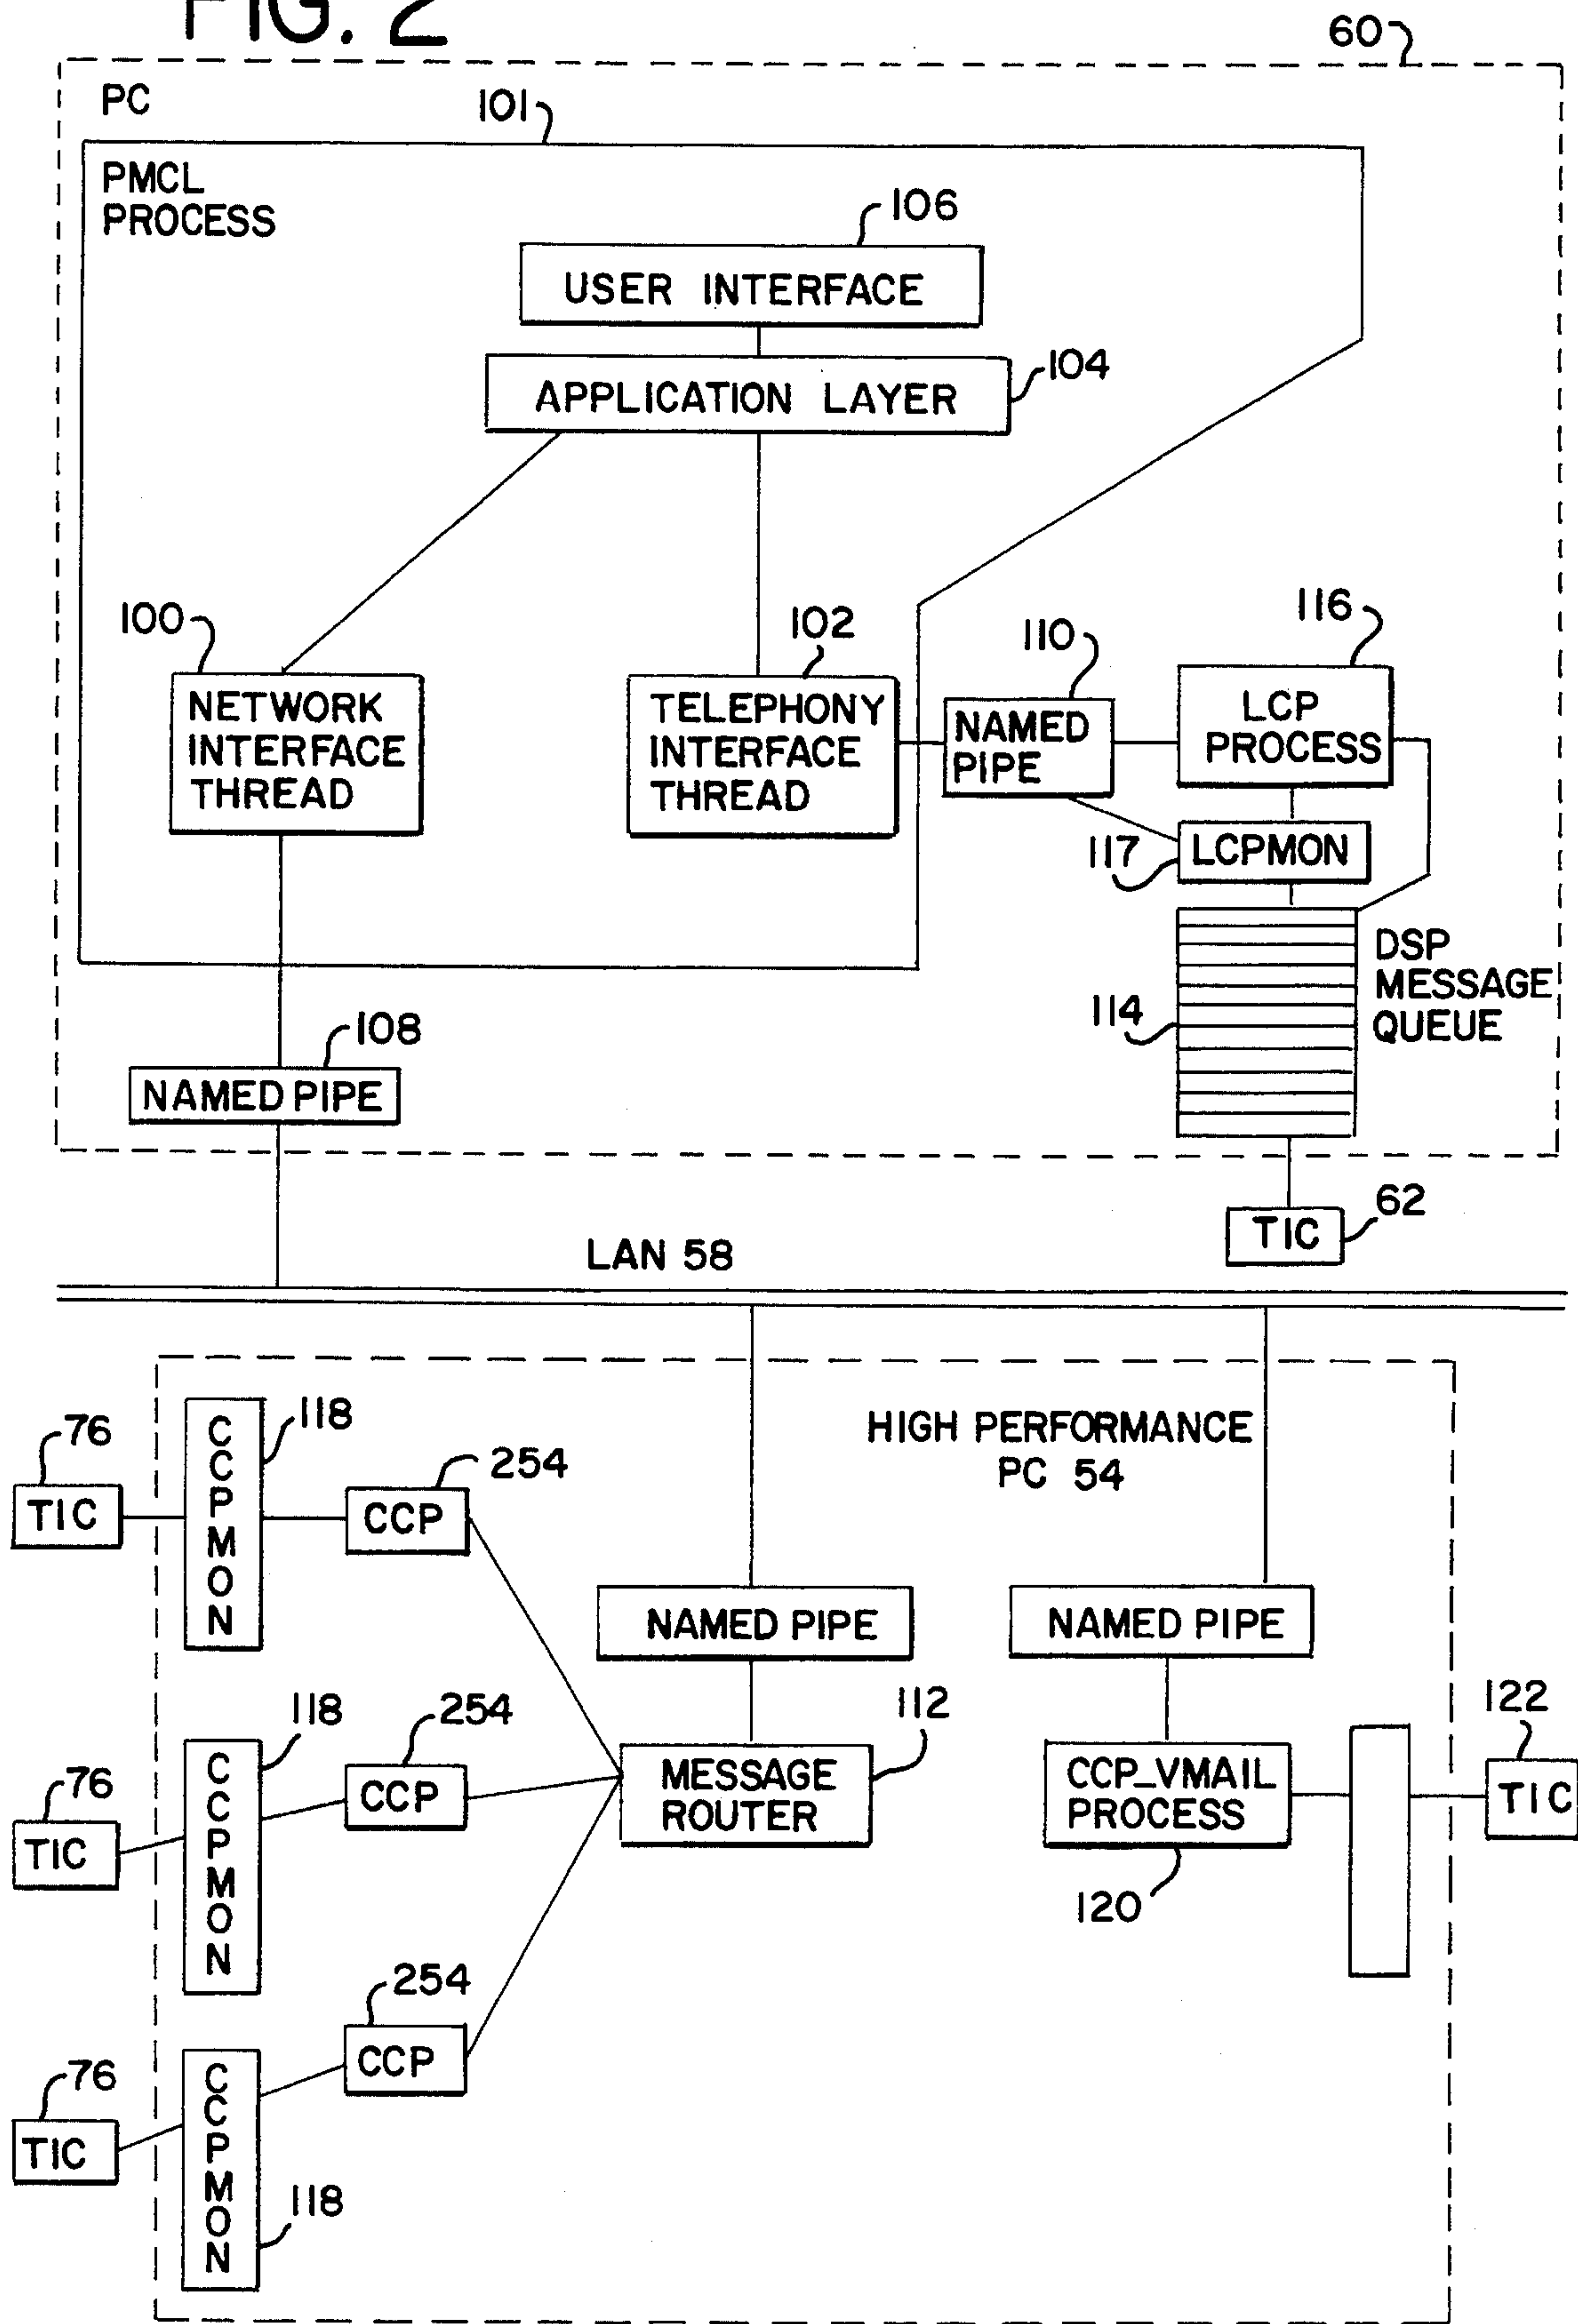 FIG. 2
60
PC
101
PMCL
PROCESS
106
USER INTERFACE
104
APPLICATION LAYER
100
102
110
116
NETWORK
INTERFACE
THREAD
TELEPHONY
INTERFACE
THREAD
NAMED
PIPE
LCP
PROCESS
117
LCPMON
DSP
MESSAGE
QUEUE
114
108
NAMED PIPE
62
TIC
LAN 58
HIGH PERFORMANCE
PC 54
76
TIC
118
CCPMON
254
CCP
NAMED PIPE
NAMED PIPE
76
TIC
118
CCPMON
254
CCP
112
MESSAGE
ROUTER
CCP_VMAIL
PROCESS
120
122
TIC
76
TIC
CCPMON
118
254
CCP